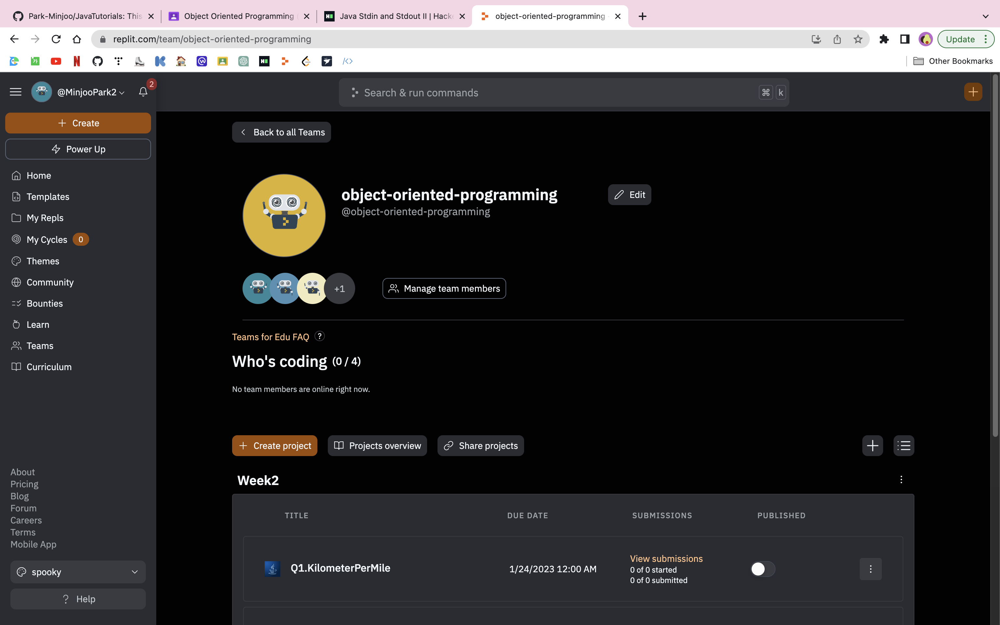 Park-Minjoo/JavaTutorials: This
Object Oriented Programming
Java Stdin and Stdout II | Hacke
object-oriented-programming
replit.com/team/object-oriented-programming
Update
가
Other Bookmarks
@MinjooPark2
2
Search & run commands
⌘ k
Create
Power Up
Home
Templates
My Repls
My Cycles 0
Themes
Community
Bounties
Learn
Teams
Curriculum
About
Pricing
Blog
Forum
Careers
Terms
Mobile App
spooky
? Help
Back to all Teams
object-oriented-programming
@object-oriented-programming
Edit
+1
Manage team members
Teams for Edu FAQ ?
Who's coding (0 / 4)
No team members are online right now.
Create project
Projects overview
Share projects
Week2
TITLE DUE DATE SUBMISSIONS PUBLISHED
Q1.KilometerPerMile
1/24/2023 12:00 AM
View submissions
0 of 0 started
0 of 0 submitted